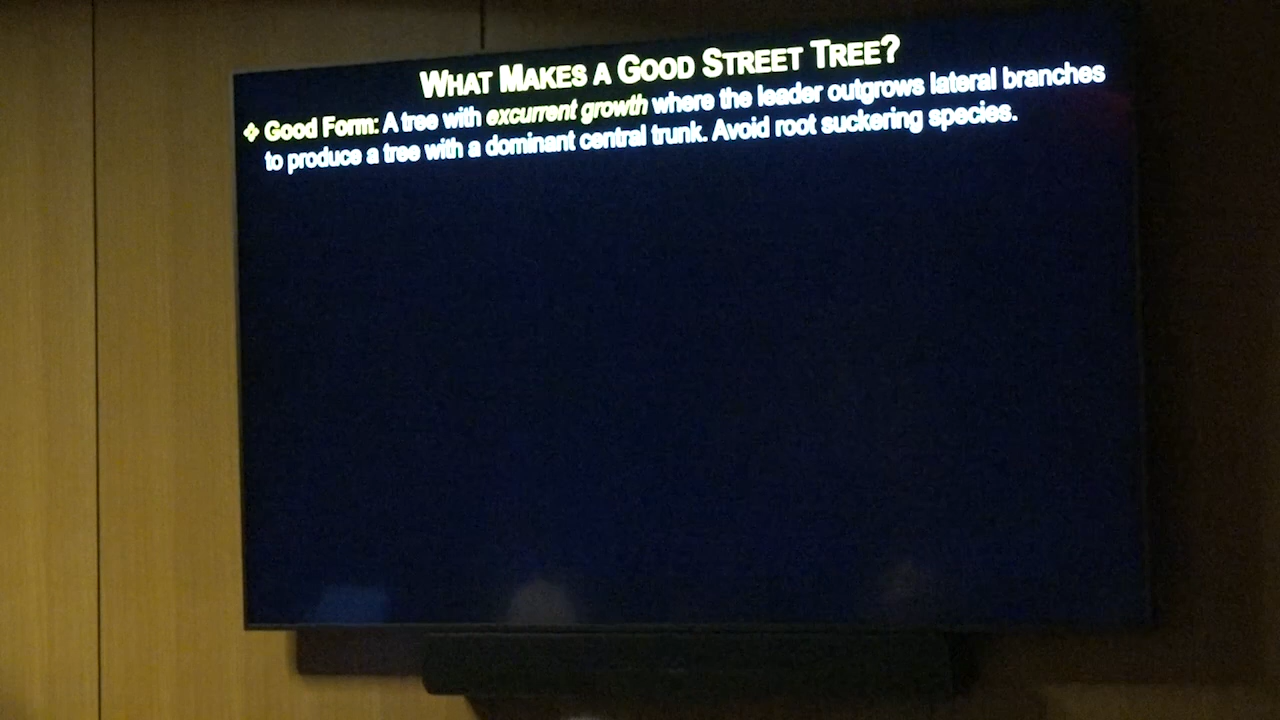 WHAT MAKES A GOOD STREET TREE?
❖ Good Form: A tree with excurrent growth where the leader outgrows lateral branches
to produce a tree with a dominant central trunk. Avoid root suckering species.